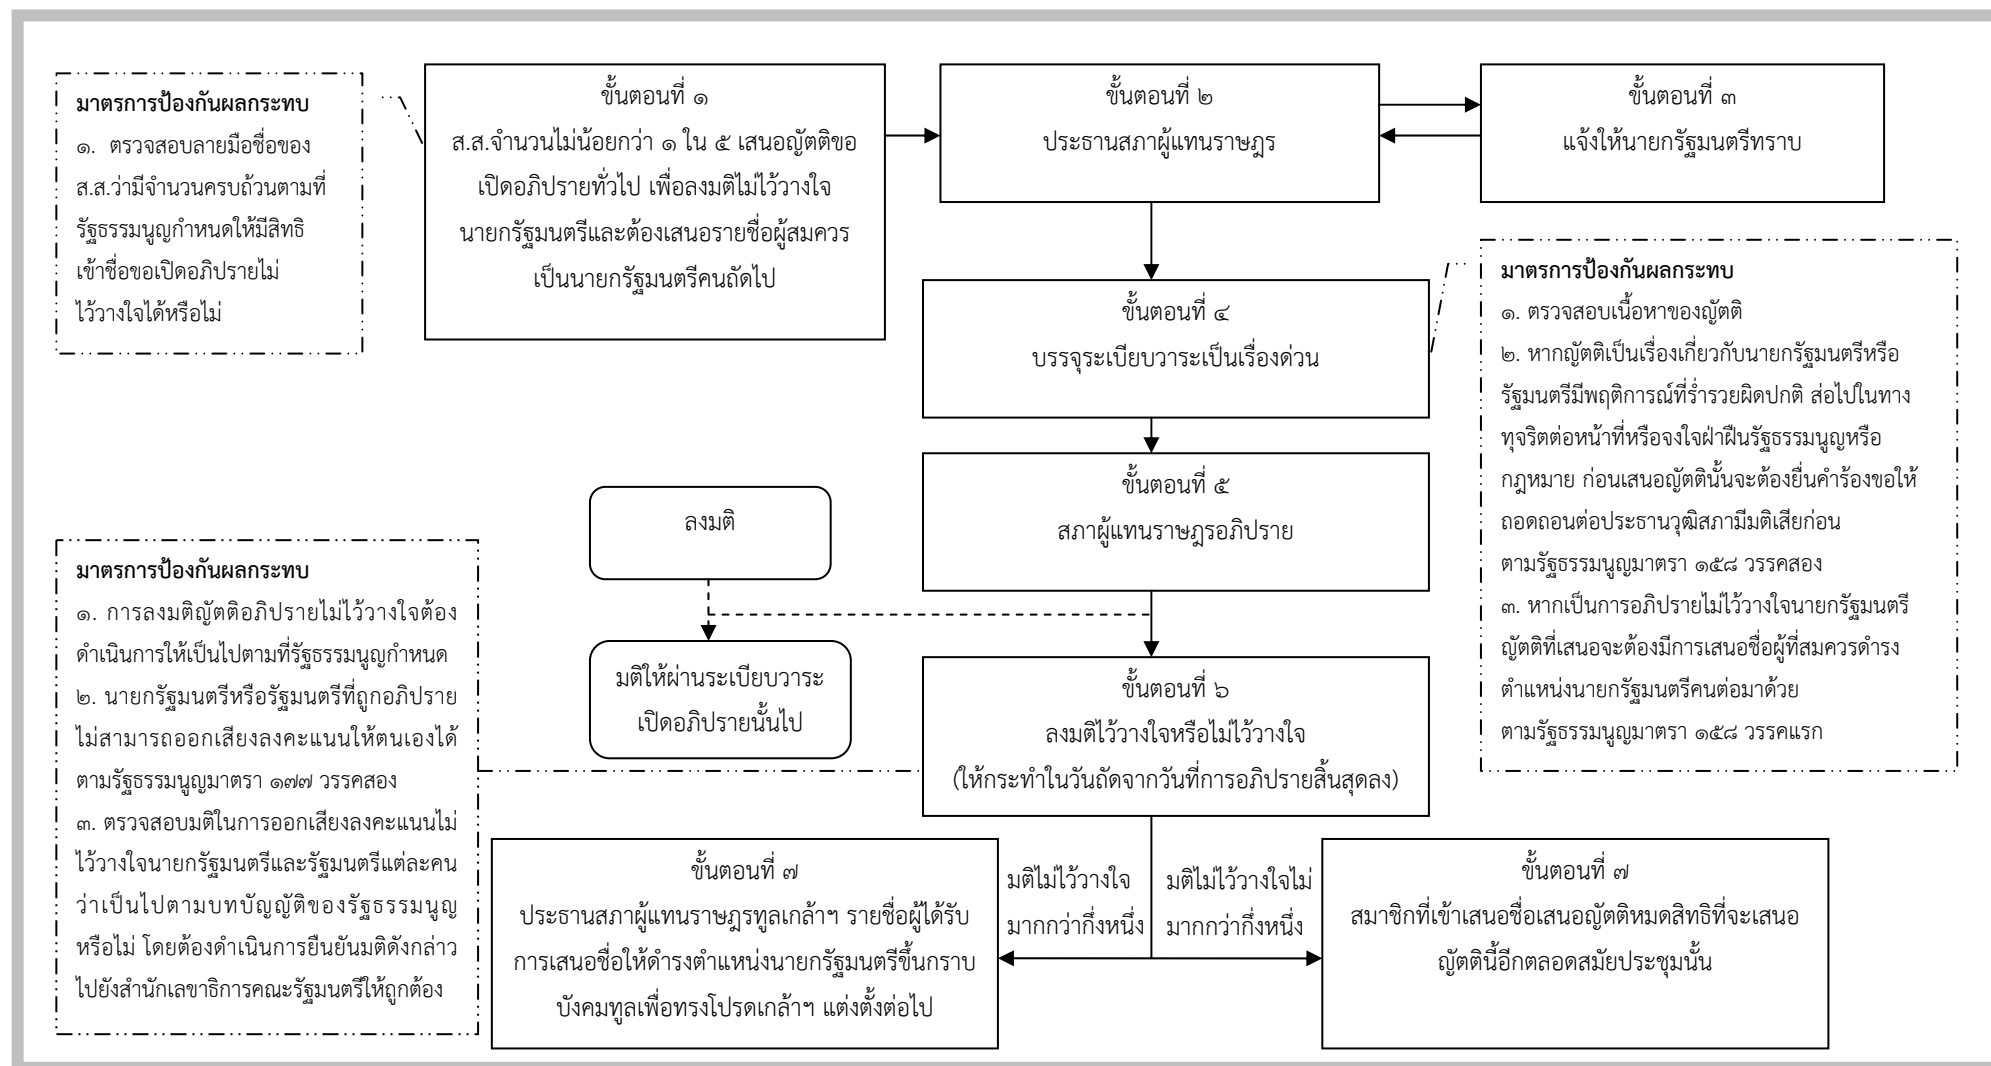 มาตรการป้องกันผลกระทบ
๑. ตรวจสอบลายมือชื่อของ
ส.ส.ว่ามีจำนวนครบถ้วนตามที่
รัฐธรรมนูญกำหนดให้มีสิทธิ
เข้าชื่อขอเปิดอภิปรายไม่
ไว้วางใจได้หรือไม่
ขั้นตอนที่ ๑
ส.ส.จำนวนไม่น้อยกว่า ๑ ใน ๕ เสนอญัตติขอ
เปิดอภิปรายทั่วไป เพื่อลงมติไม่ไว้วางใจ
นายกรัฐมนตรีและต้องเสนอรายชื่อผู้สมควร
เป็นนายกรัฐมนตรีคนถัดไป
ขั้นตอนที่ ๒
ประธานสภาผู้แทนราษฎร
ขั้นตอนที่ ๓
แจ้งให้นายกรัฐมนตรีทราบ
ขั้นตอนที่ ๔
บรรจุระเบียบวาระเป็นเรื่องด่วน
มาตรการป้องกันผลกระทบ
๑. ตรวจสอบเนื้อหาของญัตติ
๒. หากญัตติเป็นเรื่องเกี่ยวกับนายกรัฐมนตรีหรือ
รัฐมนตรีมีพฤติการณ์ที่ร่ำรวยผิดปกติ ส่อไปในทาง
ทุจริตต่อหน้าที่หรือจงใจฝ่าฝืนรัฐธรรมนูญหรือ
กฎหมาย ก่อนเสนอญัตตินั้นจะต้องยื่นคำร้องขอให้
ถอดถอนต่อประธานวุฒิสภามีมติเสียก่อน
ตามรัฐธรรมนูญมาตรา ๑๕๘ วรรคสอง
๓. หากเป็นการอภิปรายไม่ไว้วางใจนายกรัฐมนตรี
ญัตติที่เสนอจะต้องมีการเสนอชื่อผู้ที่สมควรดำรง
ตำแหน่งนายกรัฐมนตรีคนต่อมาด้วย
ตามรัฐธรรมนูญมาตรา ๑๕๘ วรรคแรก
ขั้นตอนที่ ๕
สภาผู้แทนราษฎรอภิปราย
ลงมติ
มติให้ผ่านระเบียบวาระ
เปิดอภิปรายนั้นไป
มาตรการป้องกันผลกระทบ
๑. การลงมติญัตติอภิปรายไม่ไว้วางใจต้อง
ดำเนินการให้เป็นไปตามที่รัฐธรรมนูญกำหนด
๒. นายกรัฐมนตรีหรือรัฐมนตรีที่ถูกอภิปราย
ไม่สามารถออกเสียงลงคะแนนให้ตนเองได้
ตามรัฐธรรมนูญมาตรา ๑๗๗ วรรคสอง
๓. ตรวจสอบมติในการออกเสียงลงคะแนนไม่
ไว้วางใจนายกรัฐมนตรีและรัฐมนตรีแต่ละคน
ว่าเป็นไปตามบทบัญญัติของรัฐธรรมนูญ
หรือไม่ โดยต้องดำเนินการยืนยันมติดังกล่าว
ไปยังสำนักเลขาธิการคณะรัฐมนตรีให้ถูกต้อง
ขั้นตอนที่ ๖
ลงมติไว้วางใจหรือไม่ไว้วางใจ
(ให้กระทำในวันถัดจากวันที่การอภิปรายสิ้นสุดลง)
ขั้นตอนที่ ๗
ประธานสภาผู้แทนราษฎรทูลเกล้าฯ รายชื่อผู้ได้รับ
การเสนอชื่อให้ดำรงตำแหน่งนายกรัฐมนตรีขึ้นกราบ
บังคมทูลเพื่อทรงโปรดเกล้าฯ แต่งตั้งต่อไป
มติไม่ไว้วางใจ
มากกว่ากึ่งหนึ่ง
มติไม่ไว้วางใจไม่
มากกว่ากึ่งหนึ่ง
ขั้นตอนที่ ๗
สมาชิกที่เข้าเสนอชื่อเสนอญัตติหมดสิทธิที่จะเสนอ
ญัตตินี้อีกตลอดสมัยประชุมนั้น